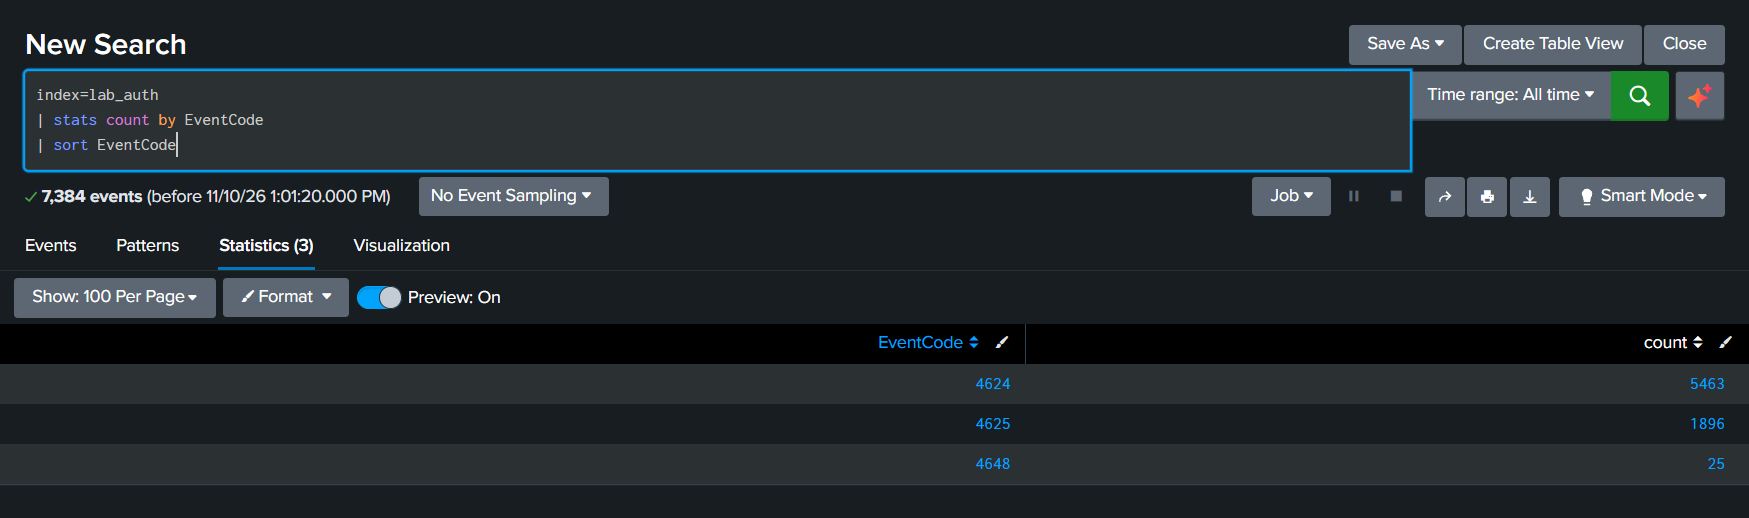 New Search
Save As
Create Table View
Close
index=lab_auth
| stats count by EventCode
| sort EventCode
Time range: All time
7,384 events (before 11/10/26 1:01:20.000 PM)
No Event Sampling
Job
Smart Mode
Events
Patterns
Statistics (3)
Visualization
Show: 100 Per Page
Format
Preview: On
EventCode
count
4624
5463
4625
1896
4648
25